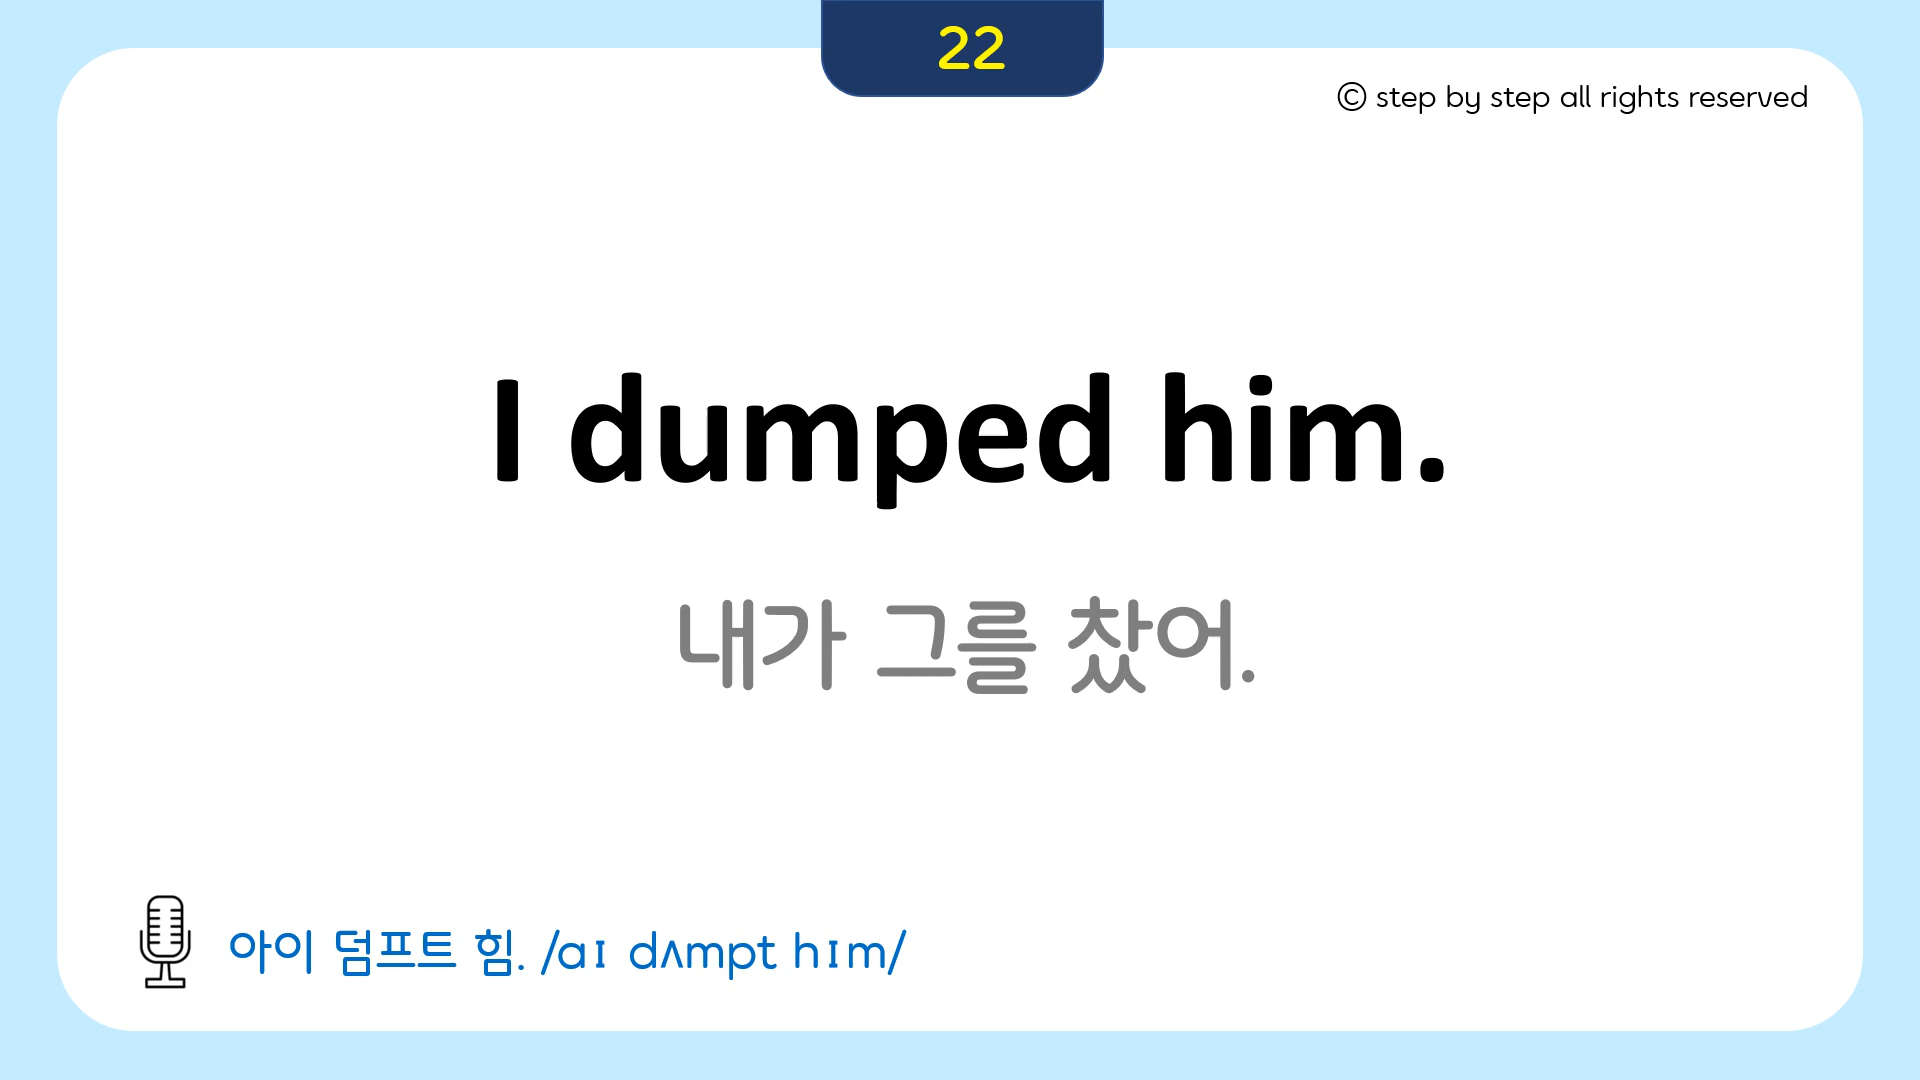 22
© step by step all rights reserved
I dumped him.
내가 그를 찼어.
아이 덤프트 힘. /aɪ dʌmpt hɪm/